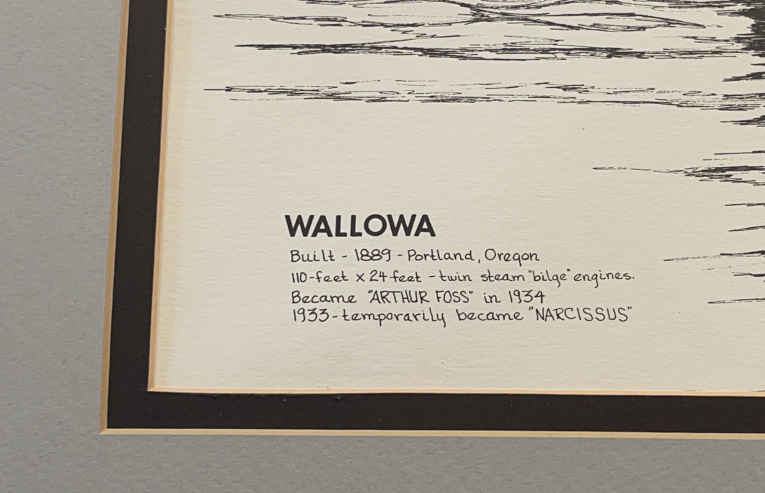 WALLOWA
Built - 1889 - Portland, Oregon
110-feet x 24 feet - twin steam "bilge" engines.
Became "ARTHUR FOSS" in 1934
1933 - temporarily became "NARCISSUS"